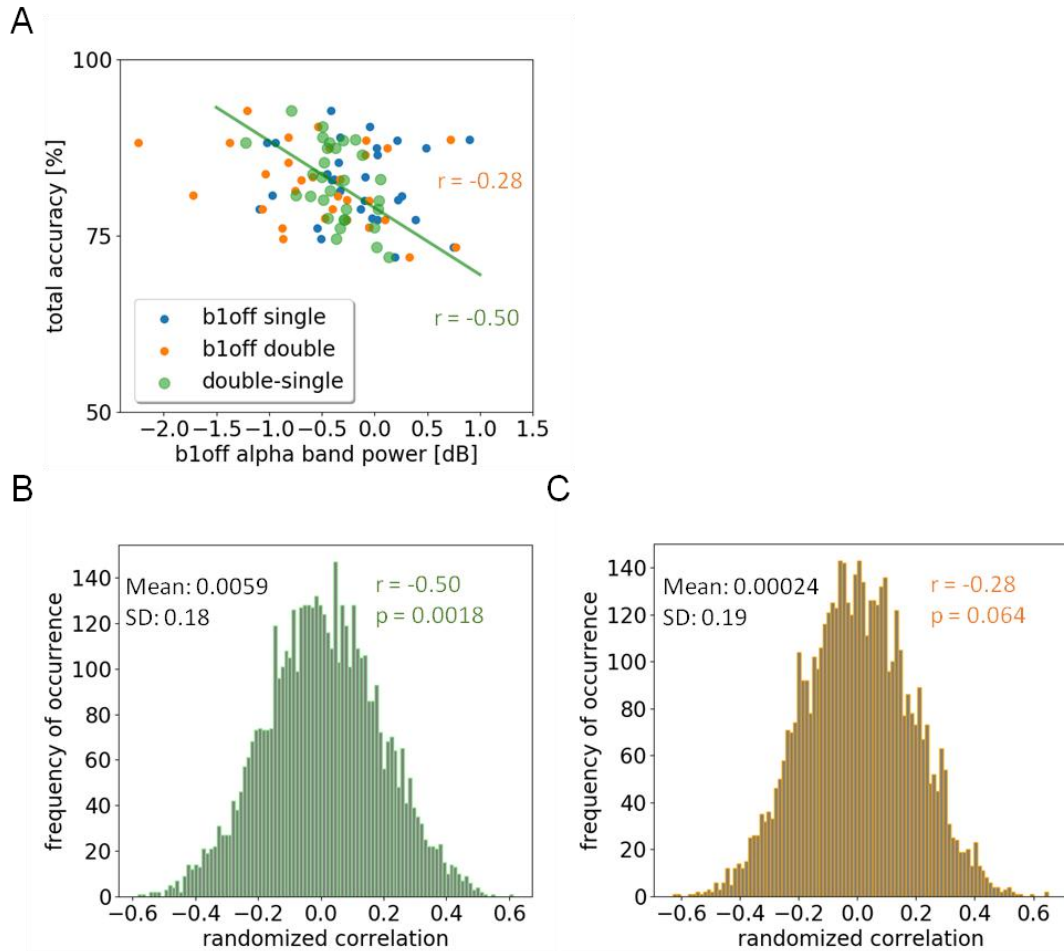 A
100
75
50
total accuracy [%]
r = -0.28
r = -0.50
b1off single
b1off double
double-single
−2.0 −1.5 −1.0 −0.5 0.0 0.5 1.0 1.5
b1off alpha band power [dB]
B
140
120
100
80
60
40
20
0
frequency of occurrence
Mean: 0.0059
SD: 0.18
r = -0.50
p = 0.0018
−0.6 −0.4 −0.2 0.0 0.2 0.4 0.6
randomized correlation
C
140
120
100
80
60
40
20
0
frequency of occurrence
Mean: 0.00024
SD: 0.19
r = -0.28
p = 0.064
−0.6 −0.4 −0.2 0.0 0.2 0.4 0.6
randomized correlation